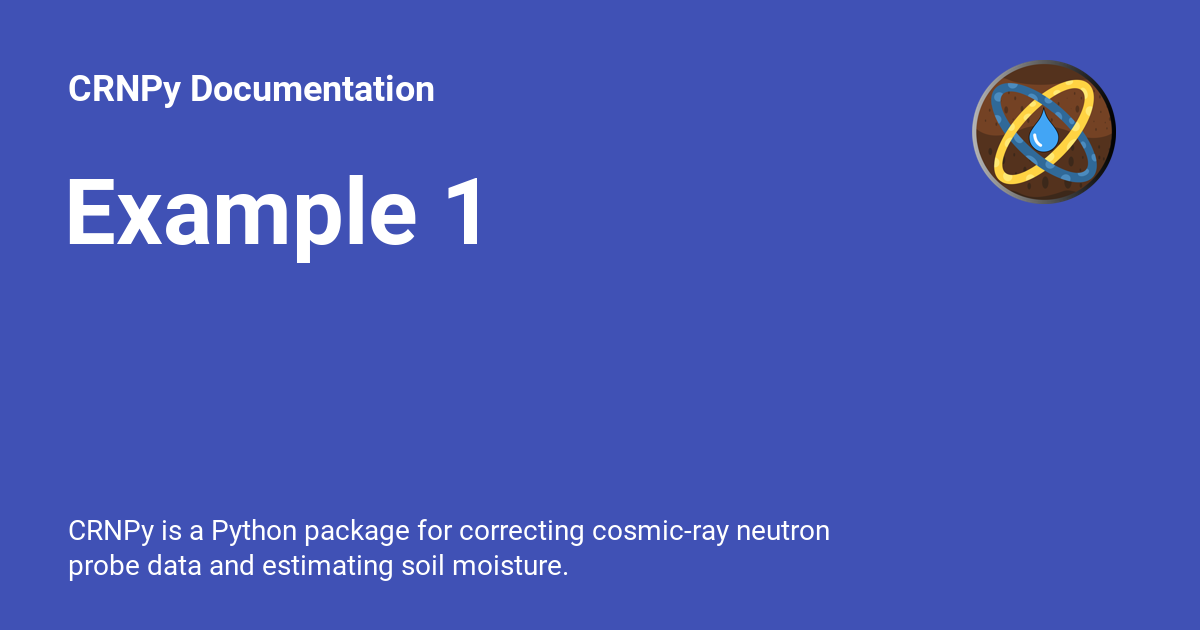 CRNPy Documentation
Example 1
CRNPy is a Python package for correcting cosmic-ray neutron
probe data and estimating soil moisture.